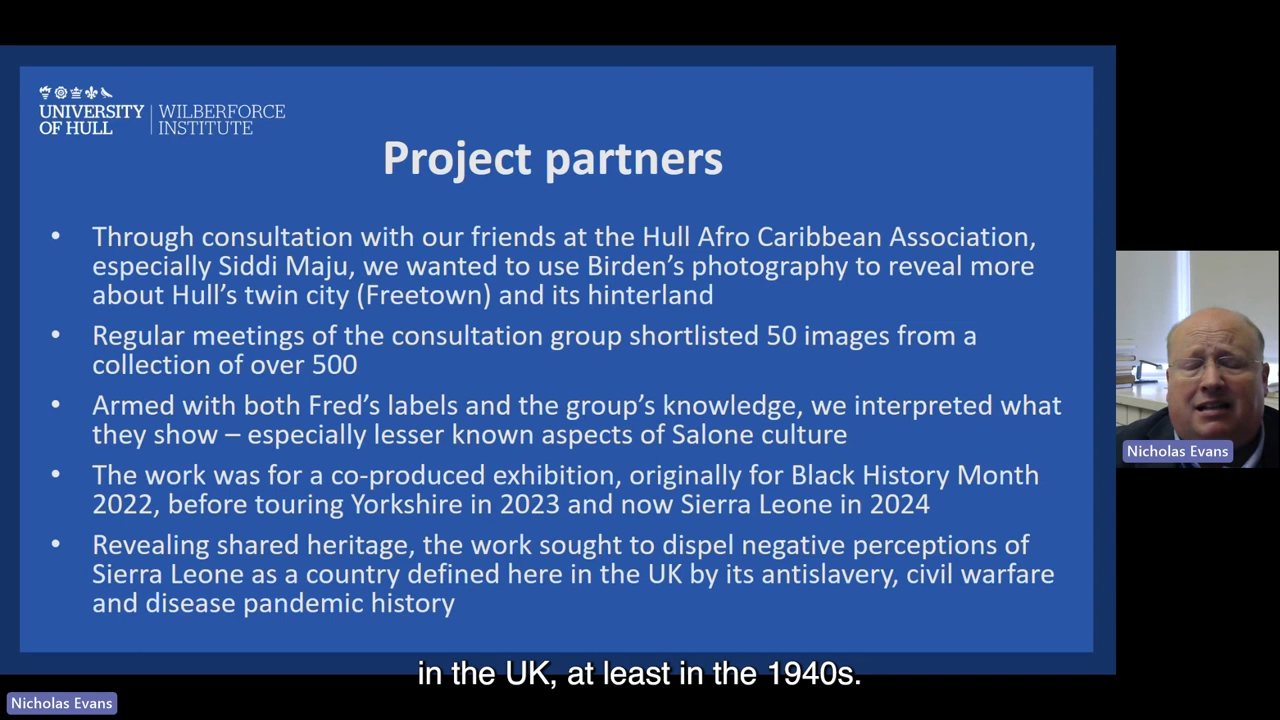 UNIVERSITY OF HULL
WILBERFORCE INSTITUTE
Project partners
• Through consultation with our friends at the Hull Afro Caribbean Association,
especially Siddi Maju, we wanted to use Birden's photography to reveal more
about Hull's twin city (Freetown) and its hinterland
• Regular meetings of the consultation group shortlisted 50 images from a
collection of over 500
• Armed with both Fred's labels and the group's knowledge, we interpreted what
they show – especially lesser known aspects of Salone culture
• The work was for a co-produced exhibition, originally for Black History Month
2022, before touring Yorkshire in 2023 and now Sierra Leone in 2024
• Revealing shared heritage, the work sought to dispel negative perceptions of
Sierra Leone as a country defined here in the UK by its antislavery, civil warfare
and disease pandemic history
Nicholas Evans
in the UK, at least in the 1940s.
Nicholas Evans